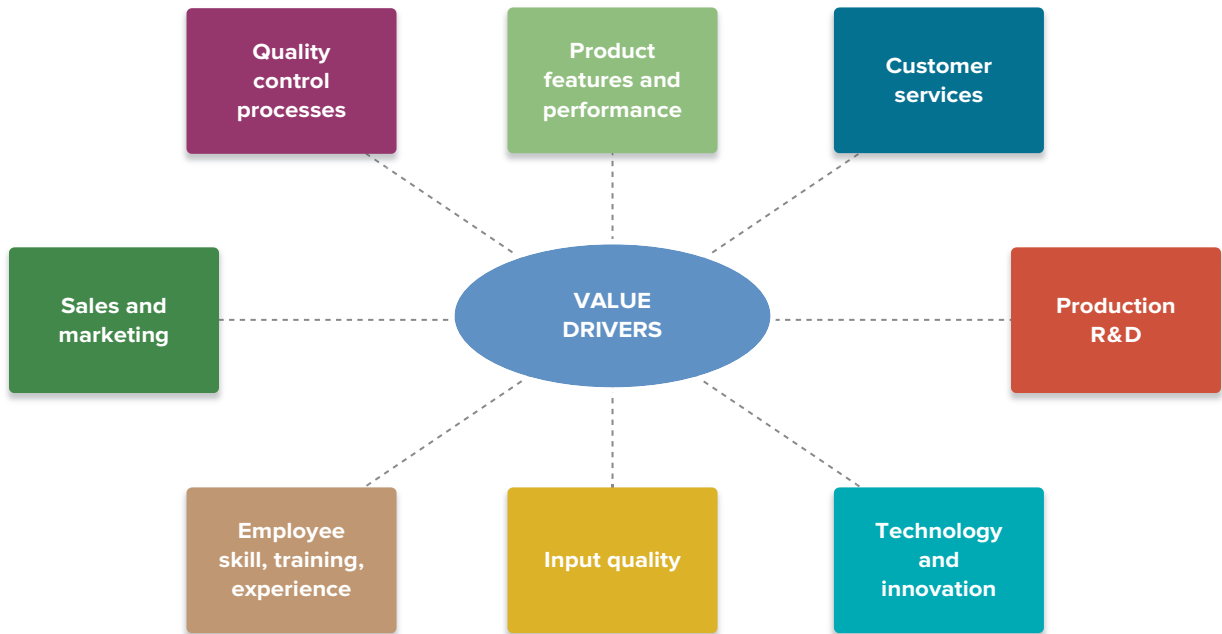 Quality
control
processes
Product
features and
performance
Customer
services
Sales and
marketing
VALUE
DRIVERS
Production
R&D
Employee
skill, training,
experience
Input quality
Technology
and
innovation